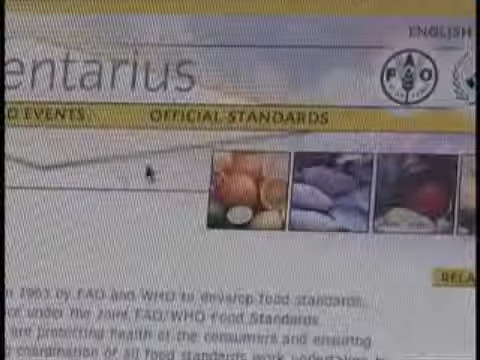 ENGLISH
entarius
FAO
D EVENTS OFFICIAL STANDARDS
RELA
n 1963 by FAO and WHO to develop food standards,
ce under the Joint FAO/WHO Food Standards
are protecting health of the consumers and ensuring
coordination of all food standards work undertaken